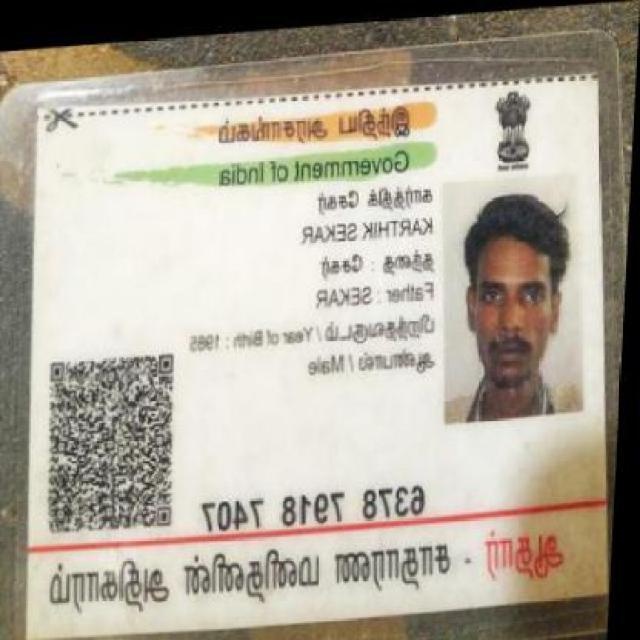 இந்திய அரசாங்கம்
Government of India
கார்த்திக் சேகர்
KARTHIK SEKAR
தந்தை : சேகர்
Father : SEKAR
பிறந்தவருடம் / Year of Birth :
ஆண்பால் / Male
6378 7918 7407
ஆதார் - சாதாரண மனிதனின் அதிகாரம்